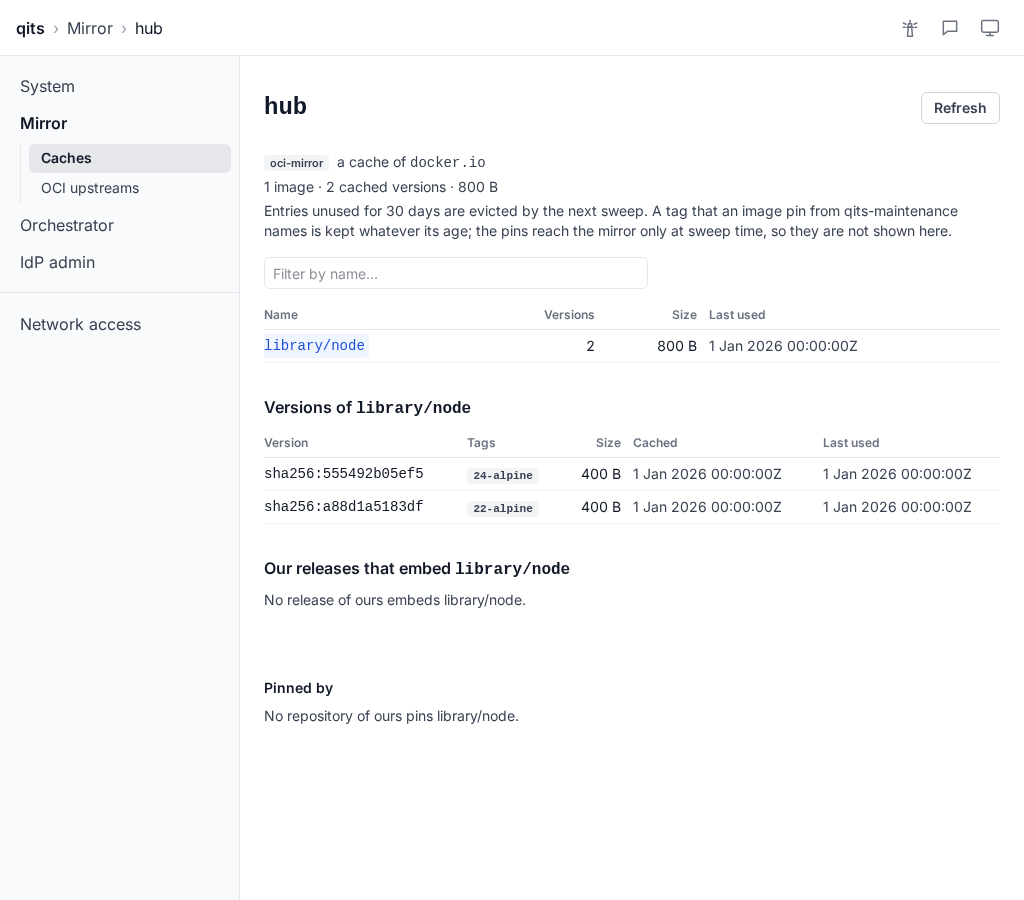 qits › Mirror › hub
System
Mirror
Caches
OCI upstreams
Orchestrator
IdP admin
Network access
hub
Refresh
oci-mirror a cache of docker.io
1 image · 2 cached versions · 800 B
Entries unused for 30 days are evicted by the next sweep. A tag that an image pin from qits-maintenance
names is kept whatever its age; the pins reach the mirror only at sweep time, so they are not shown here.
Filter by name...
Name Versions Size Last used
library/node 2 800 B 1 Jan 2026 00:00:00Z
Versions of library/node
Version Tags Size Cached Last used
sha256:555492b05ef5 24-alpine 400 B 1 Jan 2026 00:00:00Z 1 Jan 2026 00:00:00Z
sha256:a88d1a5183df 22-alpine 400 B 1 Jan 2026 00:00:00Z 1 Jan 2026 00:00:00Z
Our releases that embed library/node
No release of ours embeds library/node.
Pinned by
No repository of ours pins library/node.